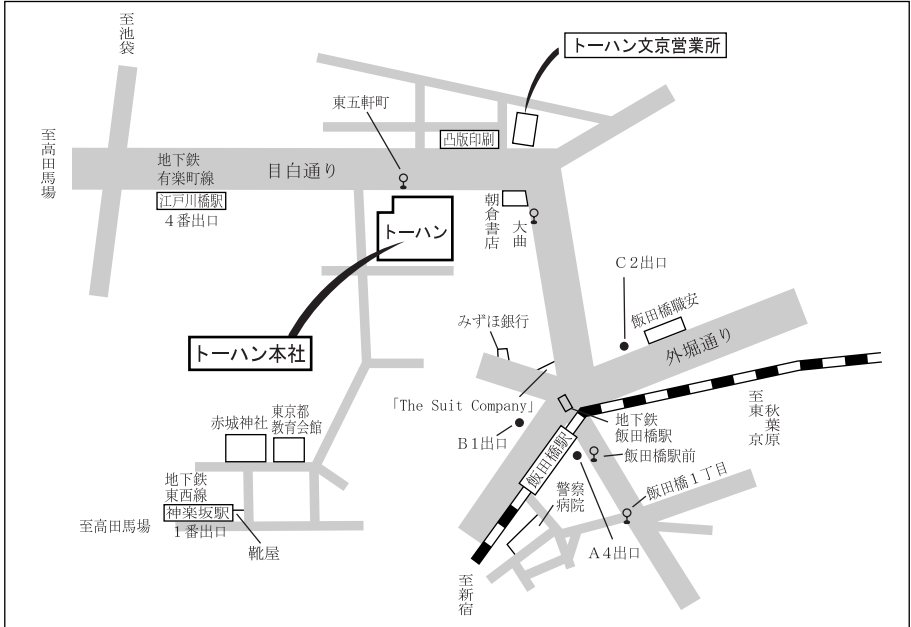 至池袋
トーハン文京営業所
東五軒町
至高田馬場
地下鉄
有楽町線
江戸川橋駅
4番出口
目白通り
凸版印刷
朝倉書店
大曲
トーハン
C2出口
飯田橋職安
外堀通り
みずほ銀行
トーハン本社
「The Suit Company」
B1出口
至東京
秋葉原
地下鉄
飯田橋駅
飯田橋駅前
飯田橋駅
赤城神社
東京都
教育会館
地下鉄
東西線
神楽坂駅
1番出口
至高田馬場
靴屋
警察
病院
飯田橋1丁目
A4出口
至新宿